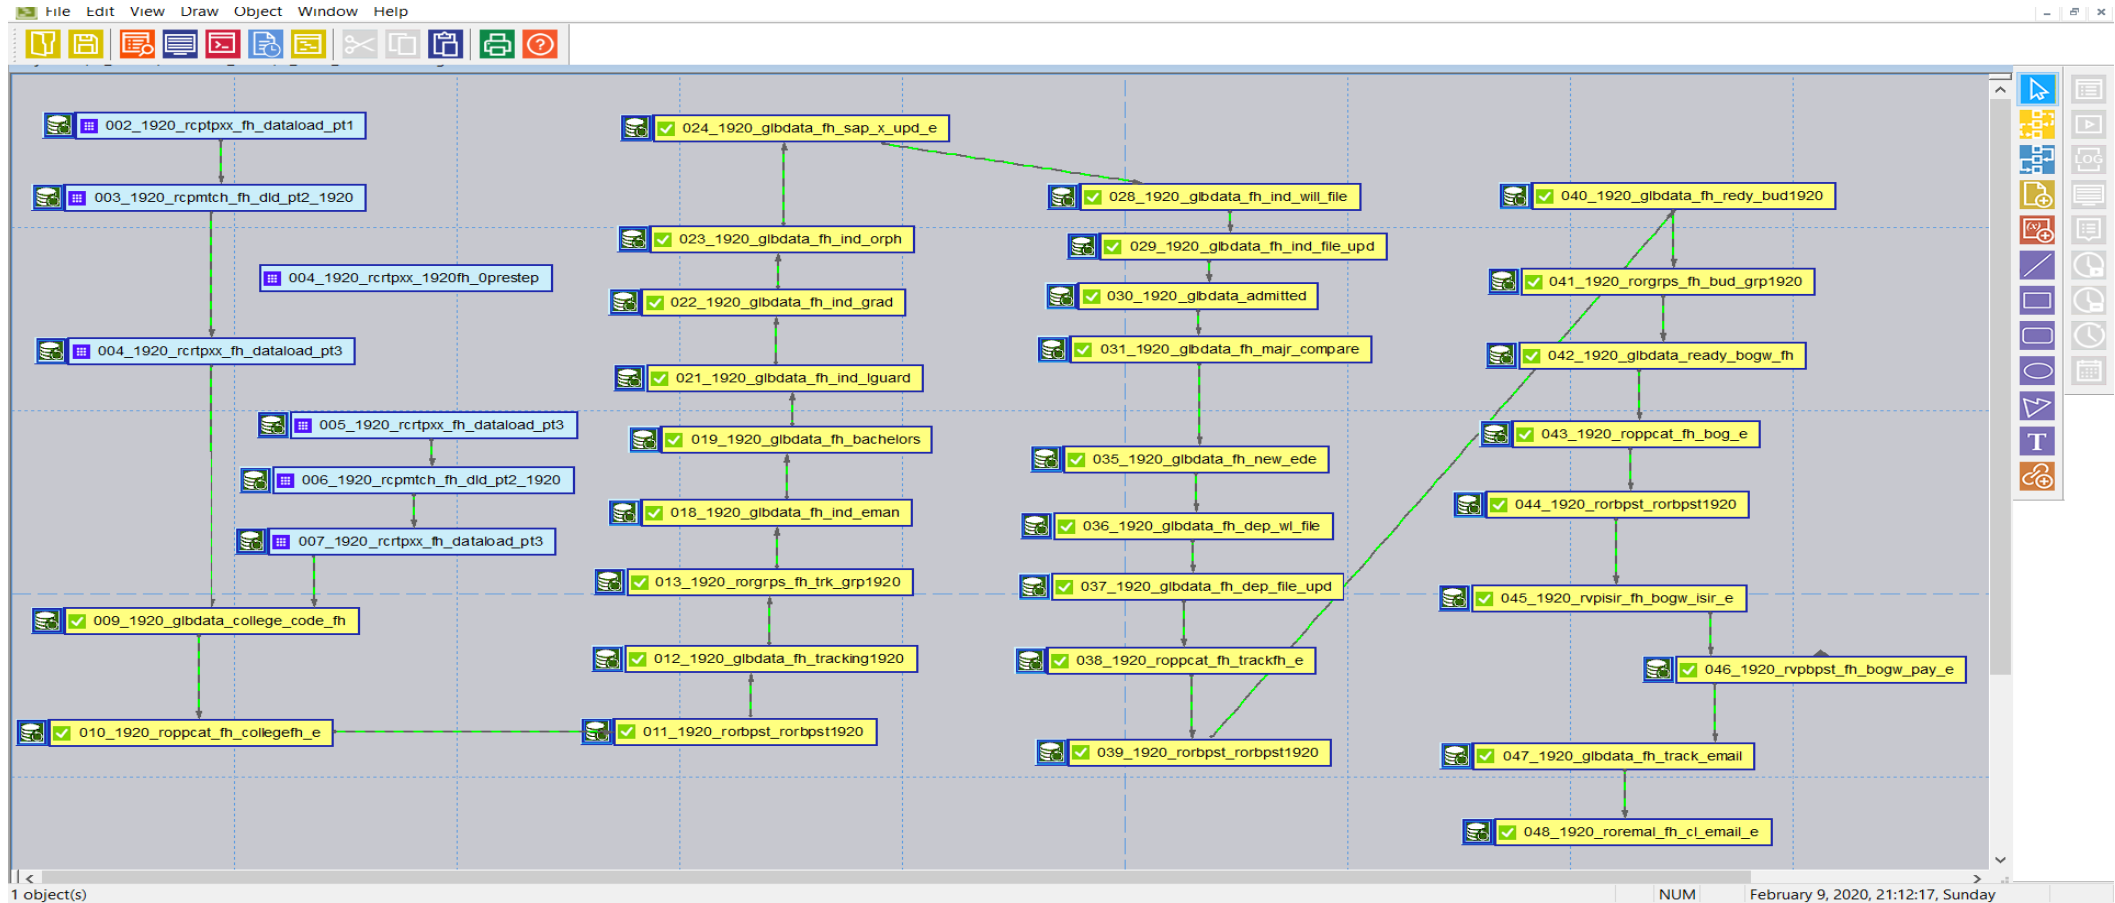 File Edit View Draw Object Window Help
002_1920_rcptpxx_fh_dataload_pt1
003_1920_rcpmtch_fh_dld_pt2_1920
004_1920_rcrtpxx_1920fh_0prestep
004_1920_rcrtpxx_fh_dataload_pt3
005_1920_rcrtpxx_fh_dataload_pt3
006_1920_rcpmtch_fh_dld_pt2_1920
007_1920_rcrtpxx_fh_dataload_pt3
009_1920_glbdata_college_code_fh
010_1920_roppcat_fh_collegefh_e
024_1920_glbdata_fh_sap_x_upd_e
023_1920_glbdata_fh_ind_orph
022_1920_glbdata_fh_ind_grad
021_1920_glbdata_fh_ind_lguard
019_1920_glbdata_fh_bachelors
018_1920_glbdata_fh_ind_eman
013_1920_rorgrps_fh_trk_grp1920
012_1920_glbdata_fh_tracking1920
011_1920_rorbpst_rorbpst1920
028_1920_glbdata_fh_ind_will_file
029_1920_glbdata_fh_ind_file_upd
030_1920_glbdata_admitted
031_1920_glbdata_fh_majr_compare
035_1920_glbdata_fh_new_ede
036_1920_glbdata_fh_dep_wl_file
037_1920_glbdata_fh_dep_file_upd
038_1920_roppcat_fh_trackfh_e
039_1920_rorbpst_rorbpst1920
040_1920_glbdata_fh_redy_bud1920
041_1920_rorgrps_fh_bud_grp1920
042_1920_glbdata_ready_bogw_fh
043_1920_roppcat_fh_bog_e
044_1920_rorbpst_rorbpst1920
045_1920_rvpisir_fh_bogw_isir_e
046_1920_rvpbpst_fh_bogw_pay_e
047_1920_glbdata_fh_track_email
048_1920_roremal_fh_cl_email_e
LOG
T
1 object(s)
NUM
February 9, 2020, 21:12:17, Sunday